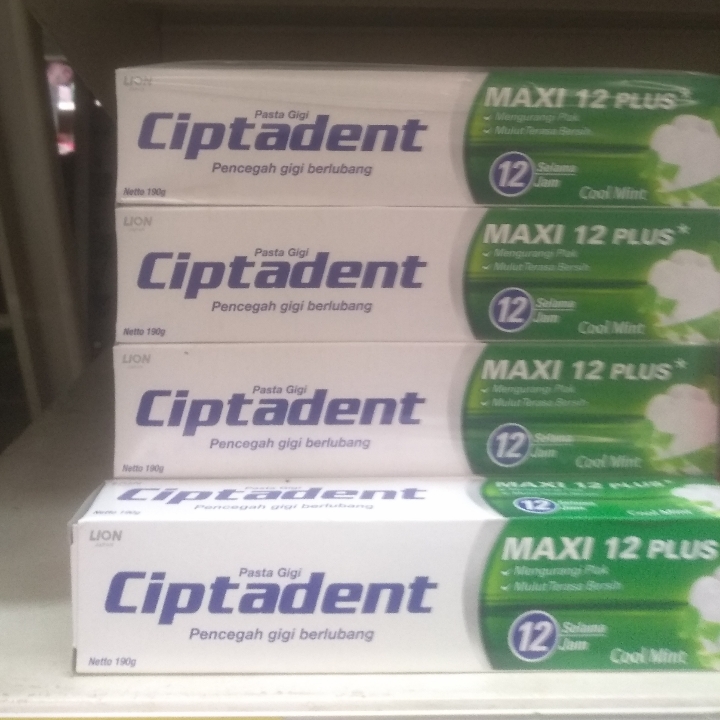 LION
Pasta Gigi
Ciptadent
Pencegah gigi berlubang
Netto 190g
MAXI 12 PLUS*
Mengurangi Plak
Mulut Terasa Bersih
12 Selama
Jam
Cool Mint
LION
Pasta Gigi
Ciptadent
Pencegah gigi berlubang
Netto 190g
MAXI 12 PLUS*
Mengurangi Plak
Mulut Terasa Bersih
12 Selama
Jam
Cool Mint
LION
Pasta Gigi
Ciptadent
Pencegah gigi berlubang
Netto 190g
MAXI 12 PLUS*
Mengurangi Plak
Mulut Terasa Bersih
12 Selama
Jam
Cool Mint
Pasta Gigi
Ciptadent
Pencegah gigi berlubang
Netto 190g
MAXI 12 PLUS*
12 Selama
Jam
Cool Mint
LION
Pasta Gigi
Ciptadent
Pencegah gigi berlubang
Netto 190g
MAXI 12 PLUS
Mengurangi Plak
Mulut Terasa Bersih
12 Selama
Jam
Cool Mint